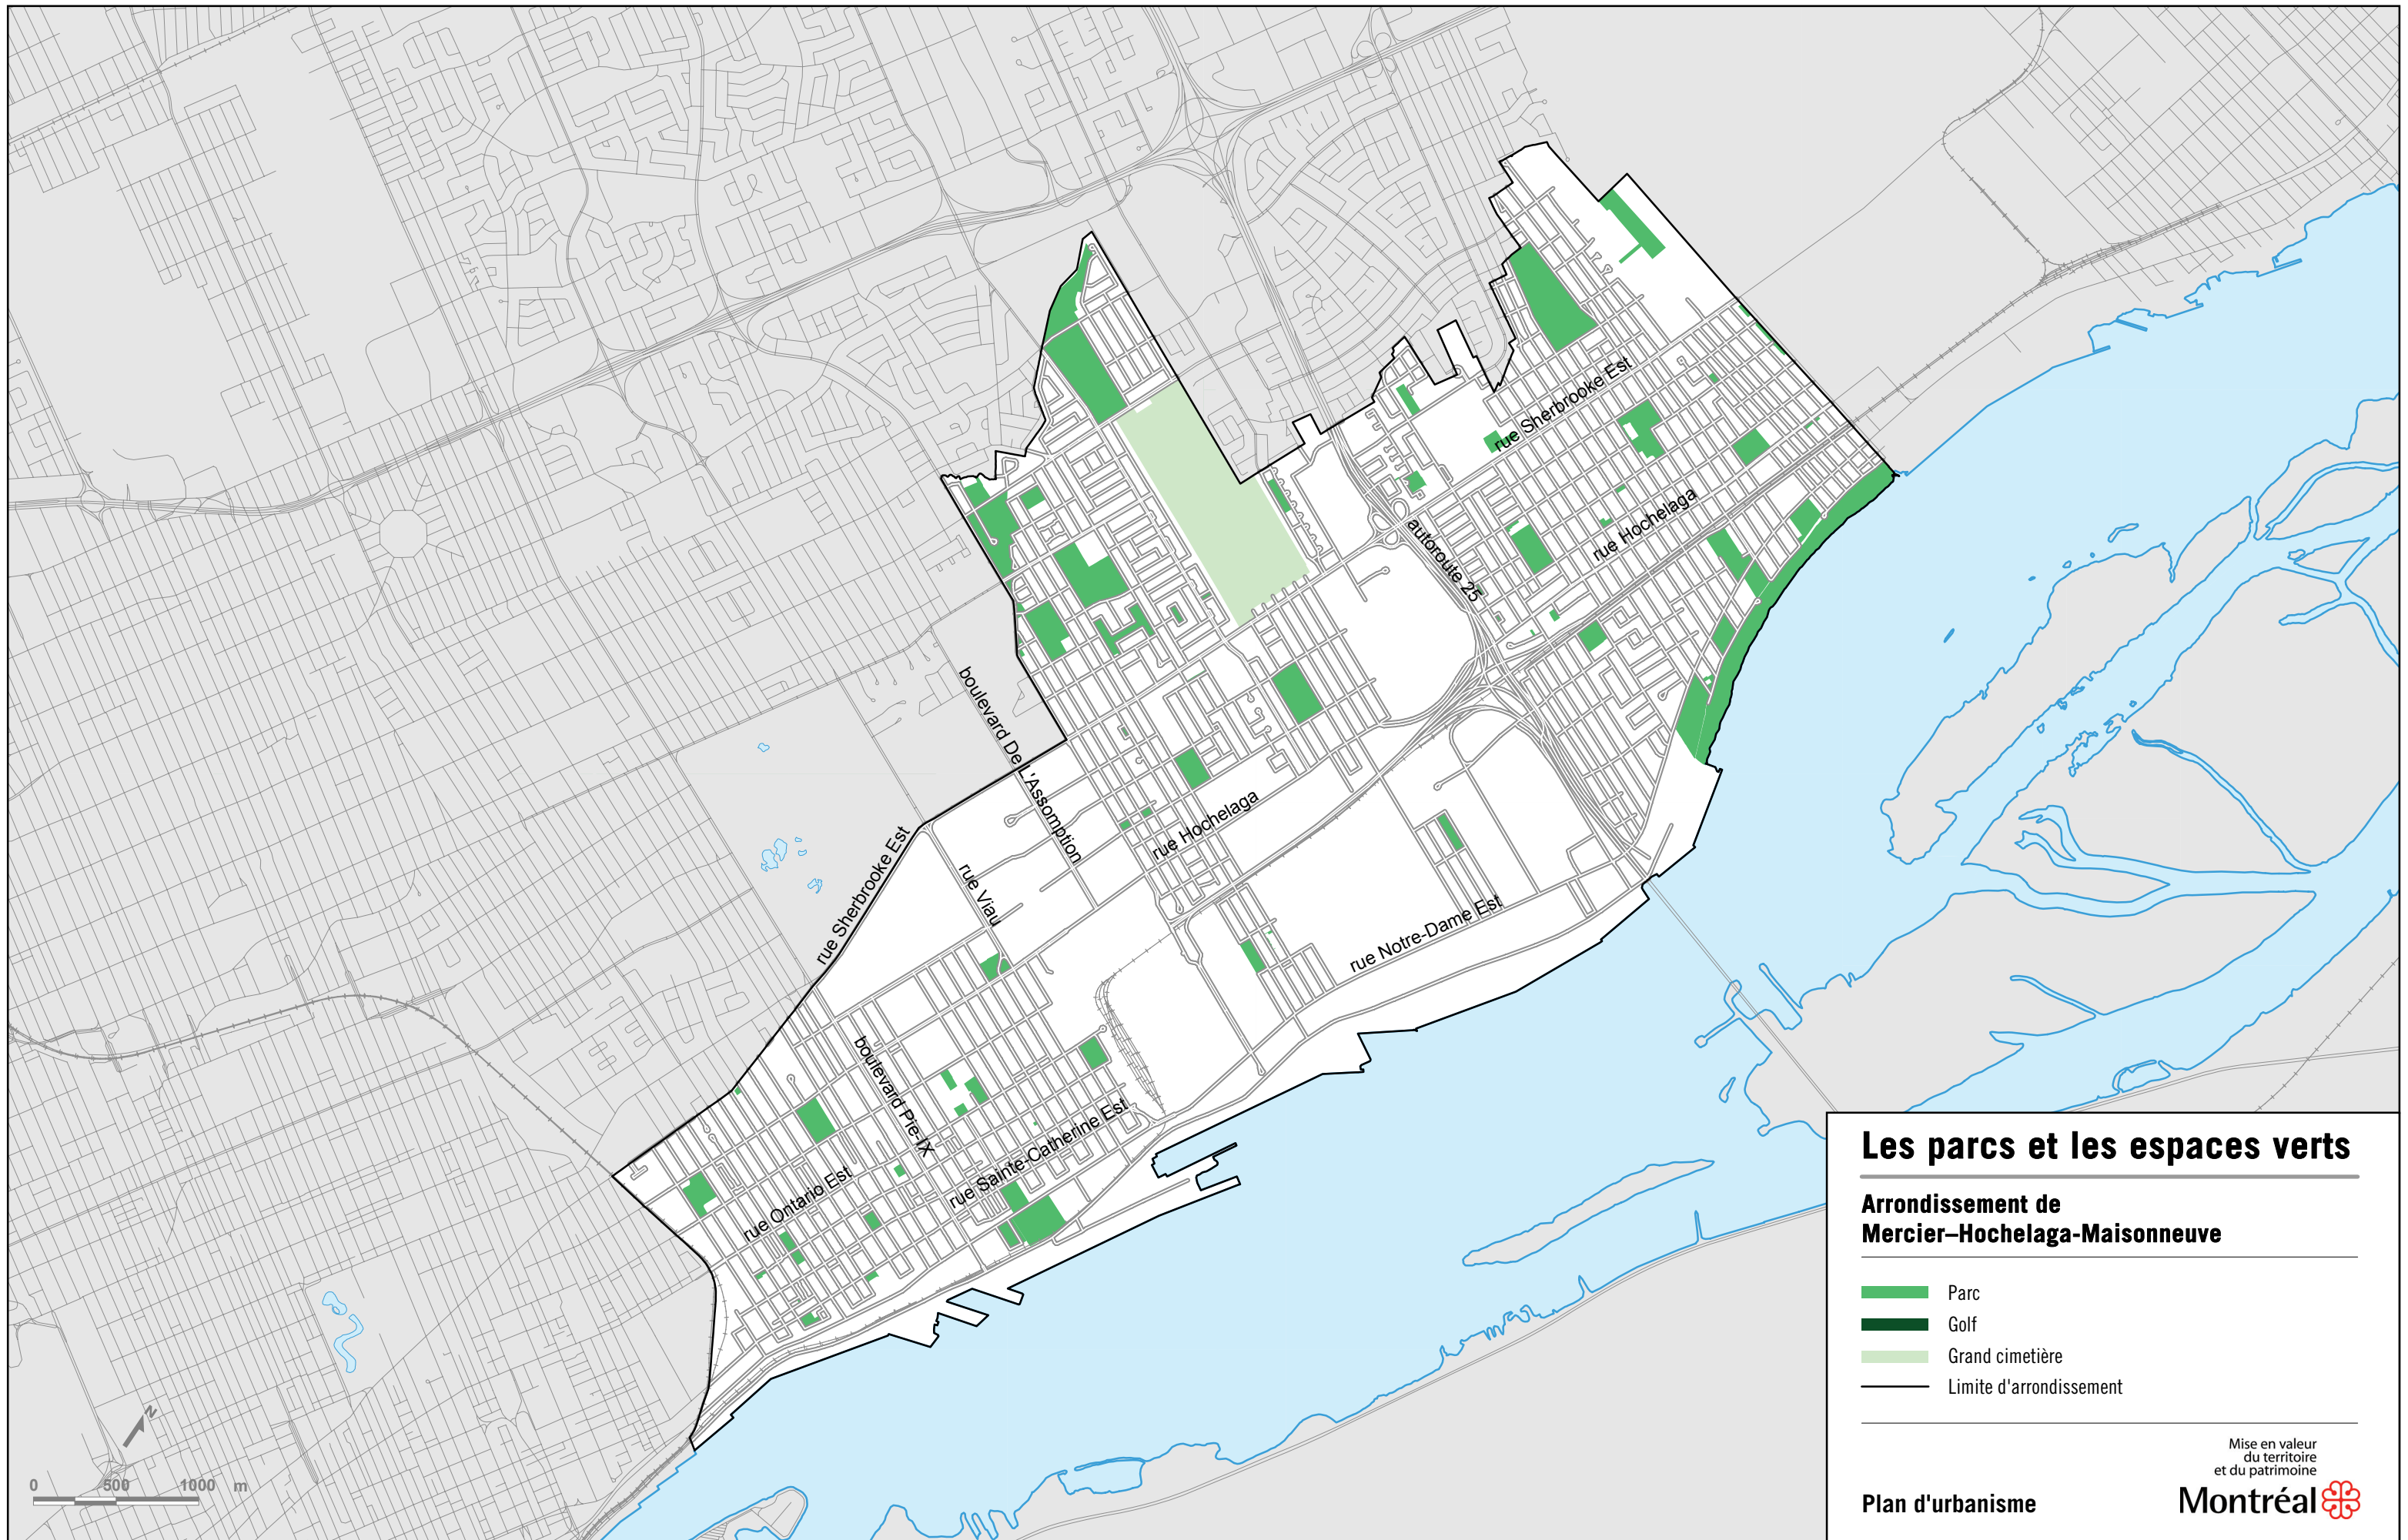 rue Sherbrooke Est
rue Hochelaga
autoroute 25
boulevard De L'Assomption
rue Hochelaga
rue Sherbrooke Est
rue Viau
rue Notre-Dame Est
boulevard Pie-IX
rue Sainte-Catherine Est
rue Ontario Est
N
0 500 1000 m
Les parcs et les espaces verts
Arrondissement de
Mercier–Hochelaga-Maisonneuve
Parc
Golf
Grand cimetière
Limite d'arrondissement
Mise en valeur
du territoire
et du patrimoine
Plan d'urbanisme
Montréal